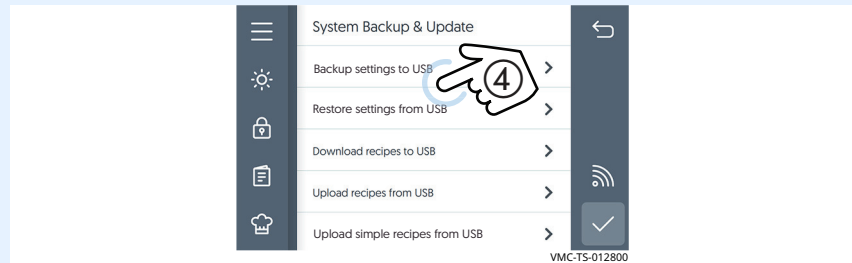 System Backup & Update
Backup settings to USB
④
Restore settings from USB
Download recipes to USB
Upload recipes from USB
Upload simple recipes from USB
VMC-TS-012800